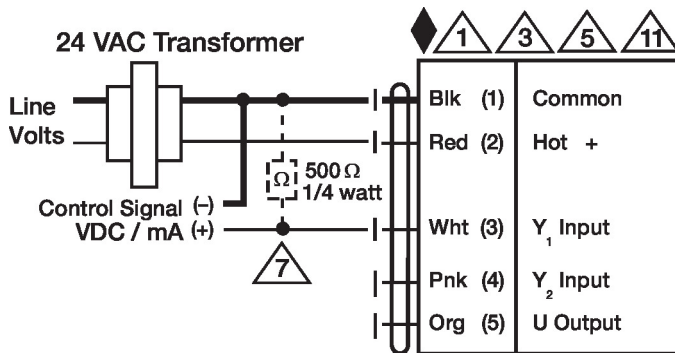 24 VAC Transformer
1 3 5 11
Line
Volts
Blk (1) Common
Red (2) Hot +
Ω 500 Ω
1/4 watt
Control Signal (–)
VDC / mA (+)
Wht (3) Y₁ Input
7
Pnk (4) Y₂ Input
Org (5) U Output